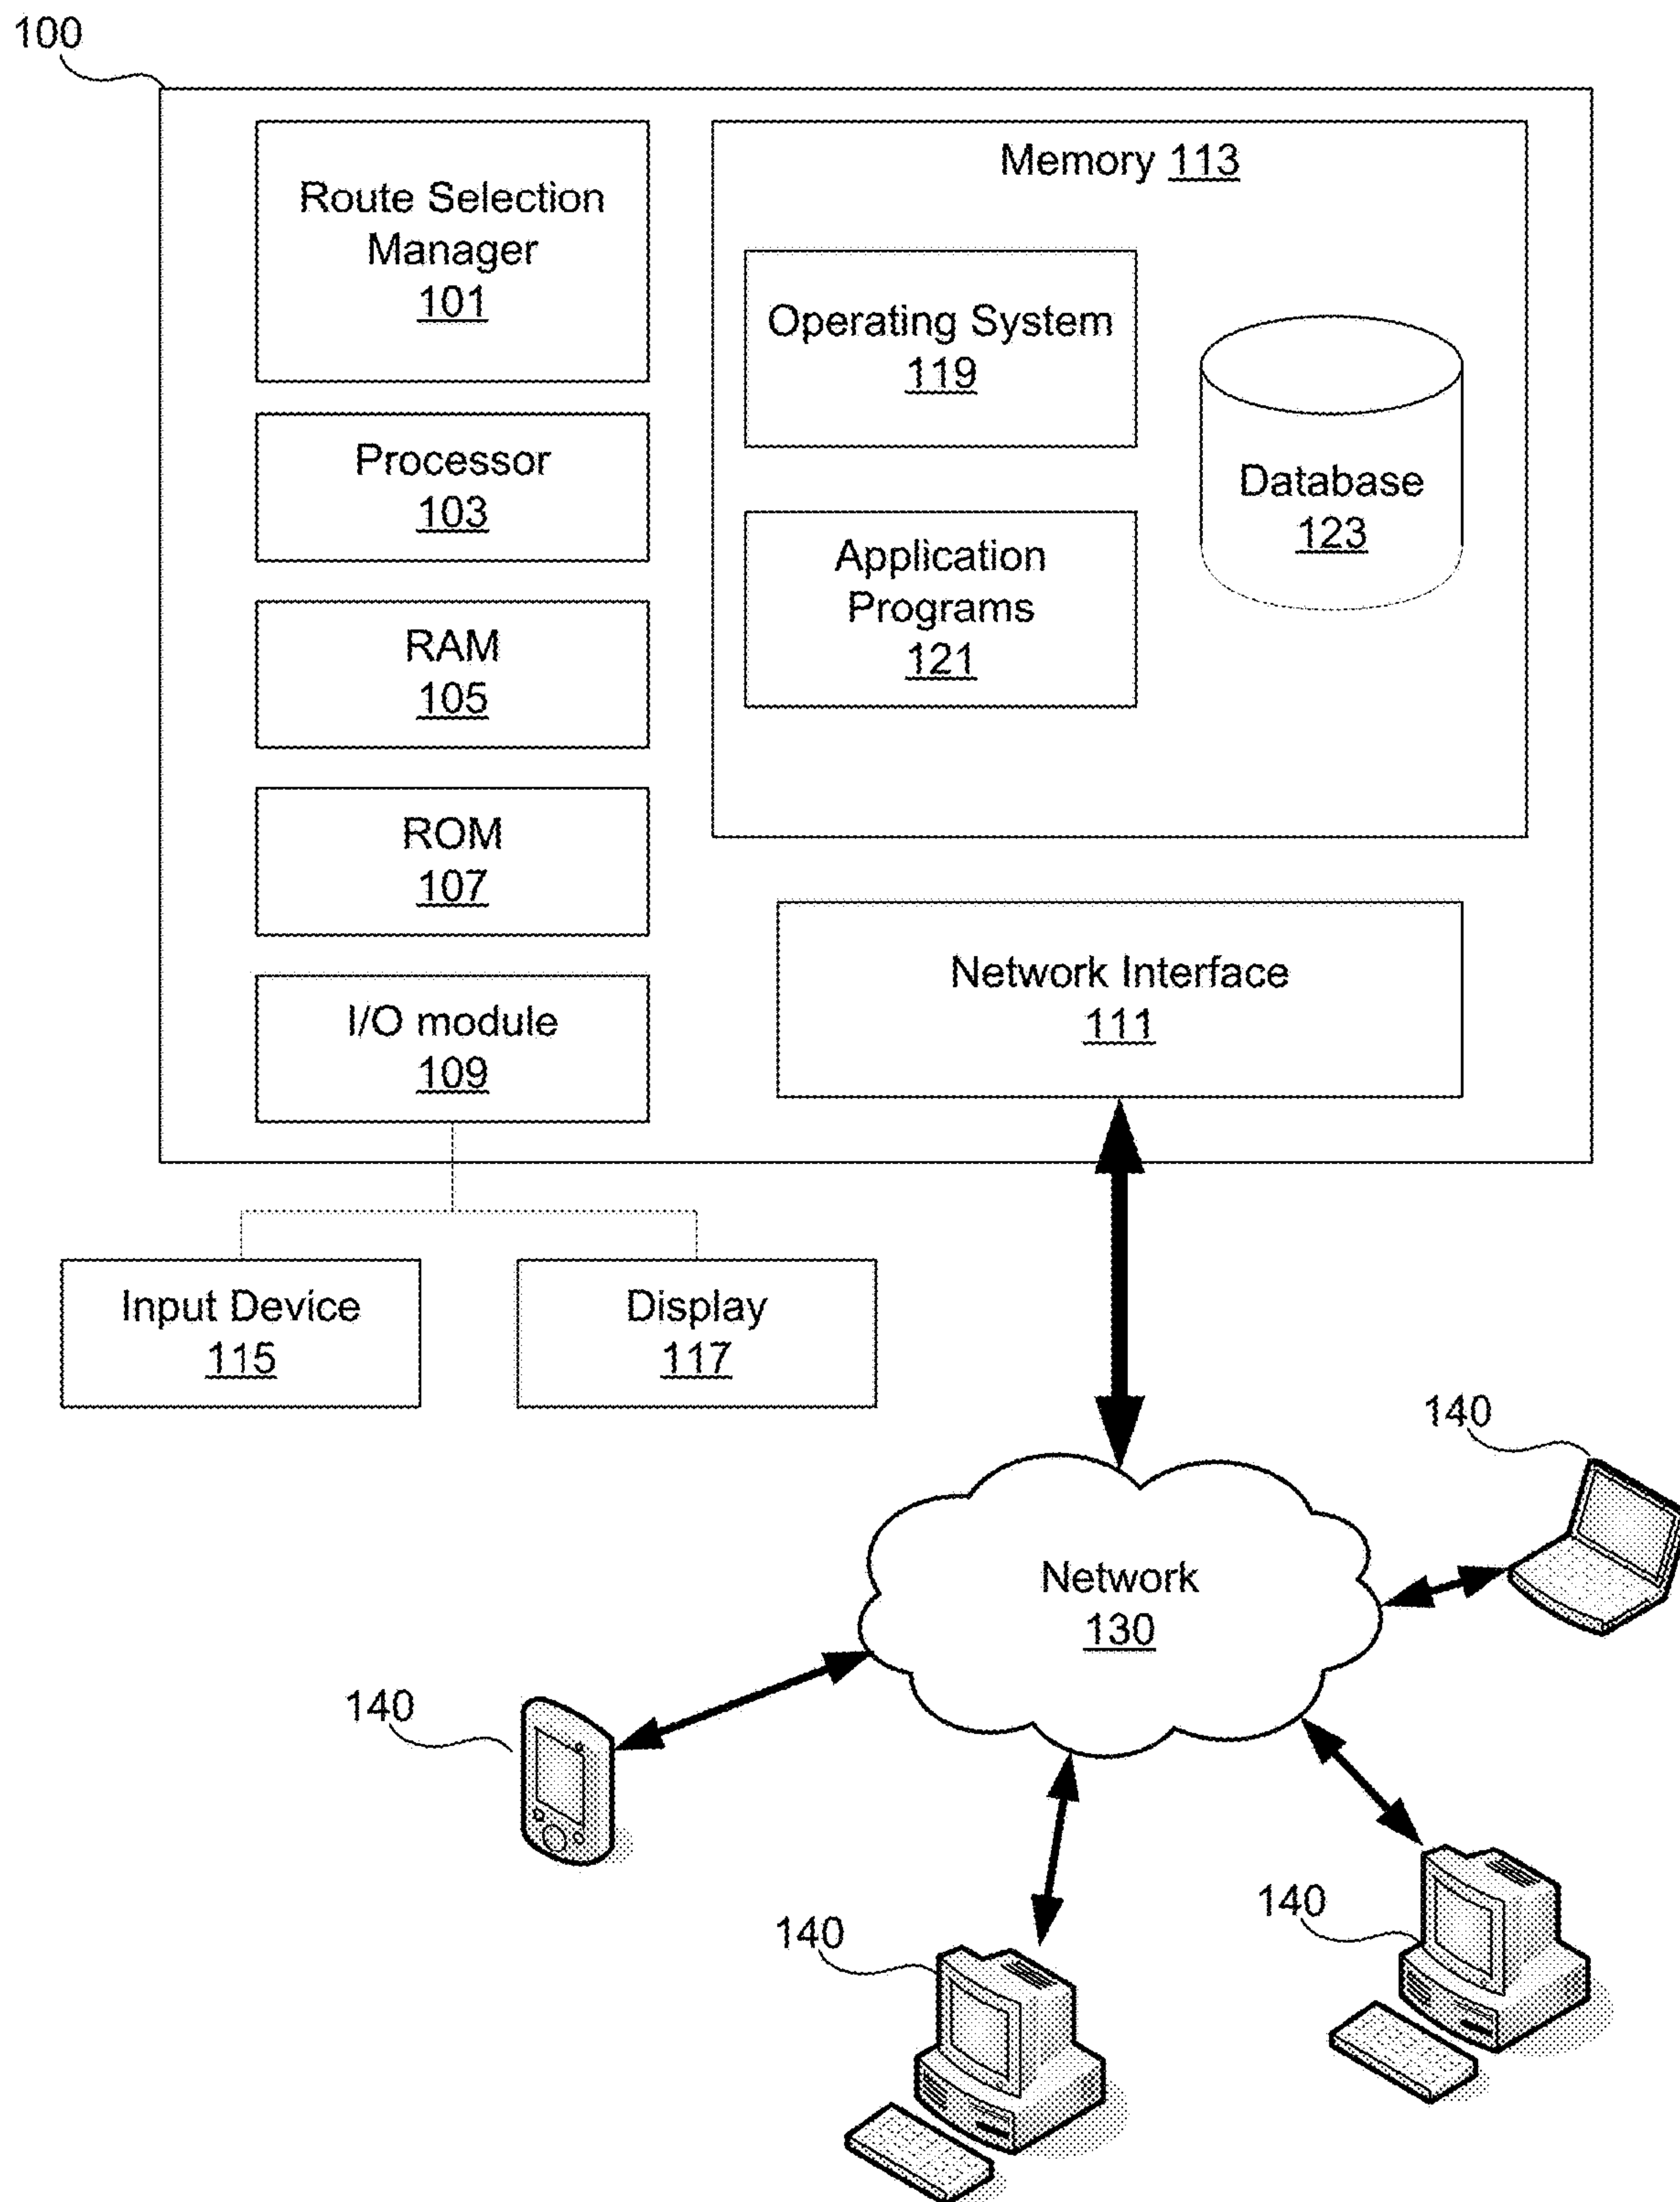 100
Route Selection
Manager
101
Processor
103
RAM
105
ROM
107
I/O module
109
Memory 113
Operating System
119
Application
Programs
121
Database
123
Network Interface
111
Input Device
115
Display
117
140
Network
130
140
140
140